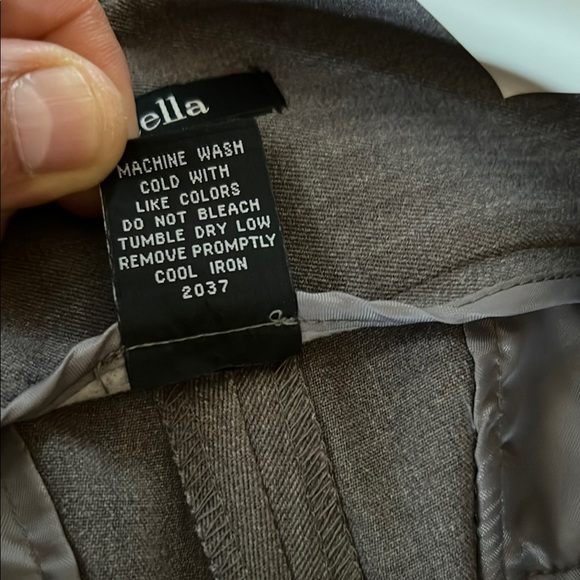 ella
MACHINE WASH
COLD WITH
LIKE COLORS
DO NOT BLEACH
TUMBLE DRY LOW
REMOVE PROMPTLY
COOL IRON
2037